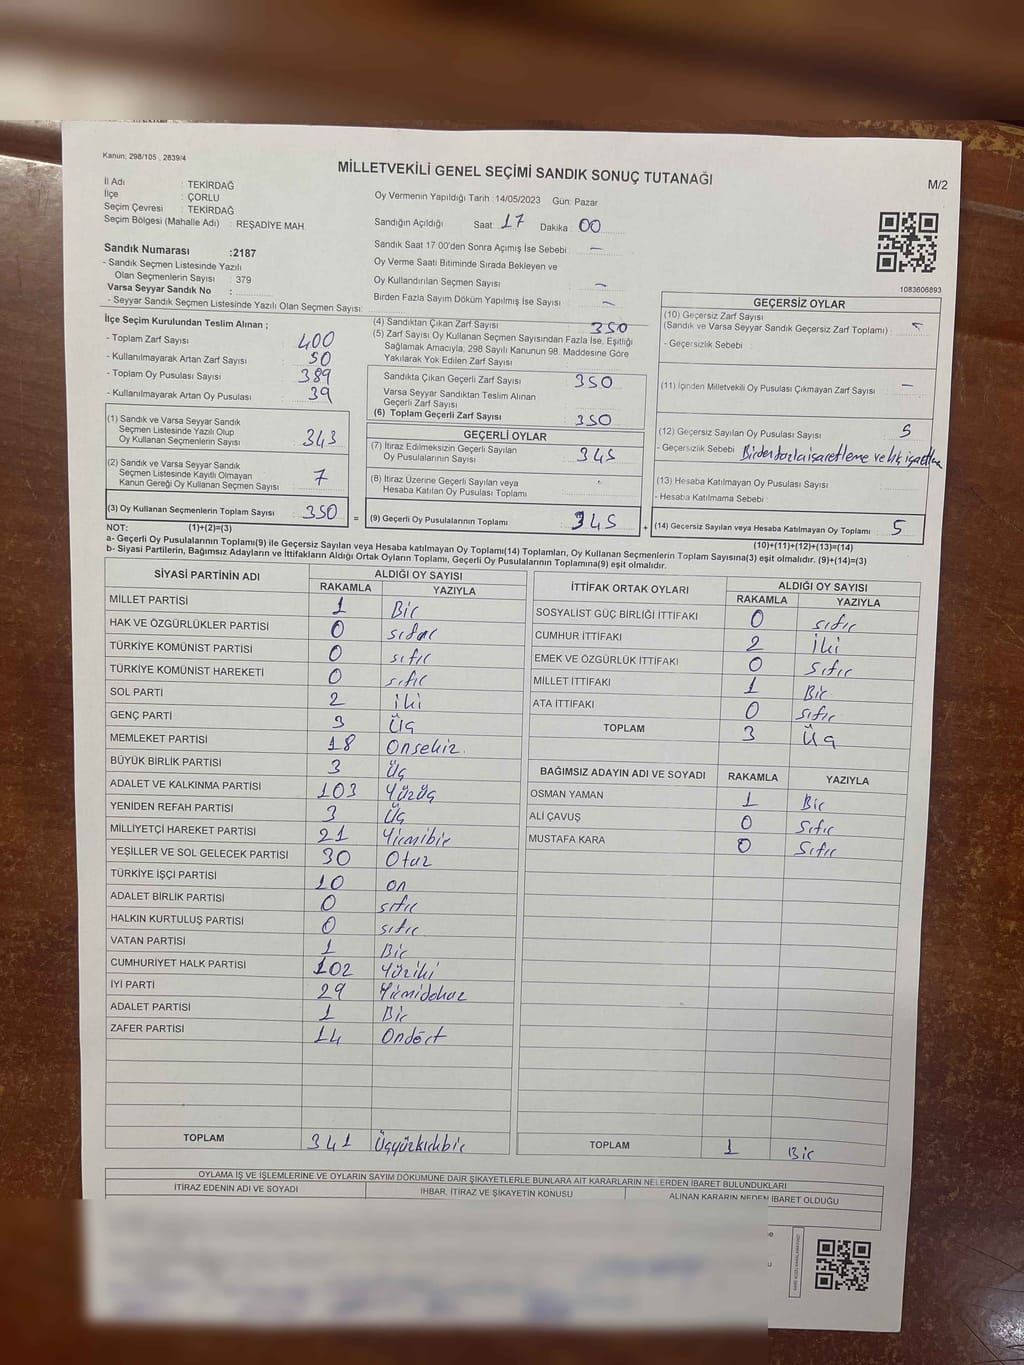 Kanun; 298/105 , 2839/4
MİLLETVEKİLİ GENEL SEÇİMİ SANDIK SONUÇ TUTANAĞI
M/2
İl Adı : TEKİRDAĞ
İlçe : ÇORLU
Seçim Çevresi : TEKİRDAĞ
Seçim Bölgesi (Mahalle Adı) : REŞADİYE MAH.
Sandık Numarası :2187
- Sandık Seçmen Listesinde Yazılı
Olan Seçmenlerin Sayısı : 379
Varsa Seyyar Sandık No :
- Seyyar Sandık Seçmen Listesinde Yazılı Olan Seçmen Sayısı:
Oy Vermenin Yapıldığı Tarih :14/05/2023 Gün: Pazar
Sandığın Açıldığı Saat: 17 Dakika: 00
Sandık Saat 17:00'den Sonra Açılmış İse Sebebi : —
Oy Verme Saati Bitiminde Sırada Bekleyen ve
Oy Kullandırılan Seçmen Sayısı : —
Birden Fazla Sayım Döküm Yapılmış İse Sayısı : —
1083606893
İlçe Seçim Kurulundan Teslim Alınan ;
- Toplam Zarf Sayısı : 400
- Kullanılmayarak Artan Zarf Sayısı : 50
- Toplam Oy Pusulası Sayısı : 389
- Kullanılmayarak Artan Oy Pusulası : 39
(1) Sandık ve Varsa Seyyar Sandık
Seçmen Listesinde Yazılı Olup
Oy Kullanan Seçmenlerin Sayısı : 343
(2) Sandık ve Varsa Seyyar Sandık
Seçmen Listesinde Kayıtlı Olmayan
Kanun Gereği Oy Kullanan Seçmen Sayısı : 7
(3) Oy Kullanan Seçmenlerin Toplam Sayısı : 350
(4) Sandıktan Çıkan Zarf Sayısı : 350
(5) Zarf Sayısı Oy Kullanan Seçmen Sayısından Fazla İse, Eşitliği
Sağlamak Amacıyla, 298 Sayılı Kanunun 98. Maddesine Göre
Yakılarak Yok Edilen Zarf Sayısı :
Sandıkta Çıkan Geçerli Zarf Sayısı : 350
Varsa Seyyar Sandıktan Teslim Alınan
Geçerli Zarf Sayısı :
(6) Toplam Geçerli Zarf Sayısı : 350
GEÇERLİ OYLAR
(7) İtiraz Edilmeksizin Geçerli Sayılan
Oy Pusulalarının Sayısı : 345
(8) İtiraz Üzerine Geçerli Sayılan veya
Hesaba Katılan Oy Pusulası Toplamı :
= (9) Geçerli Oy Pusulalarının Toplamı : 345
GEÇERSİZ OYLAR
(10) Geçersiz Zarf Sayısı
(Sandık ve Varsa Seyyar Sandık Geçersiz Zarf Toplamı) :
- Geçersizlik Sebebi :
(11) İçinden Milletvekili Oy Pusulası Çıkmayan Zarf Sayısı : —
(12) Geçersiz Sayılan Oy Pusulası Sayısı : 5
- Geçersizlik Sebebi : Birden fazla işaretleme ve
(13) Hesaba Katılmayan Oy Pusulası Sayısı :
- Hesaba Katılmama Sebebi :
+ (14) Geçersiz Sayılan veya Hesaba Katılmayan Oy Toplamı : 5
NOT: (1)+(2)=(3)
(10)+(11)+(12)+(13)=(14)
a- Geçerli Oy Pusulalarının Toplamı(9) ile Geçersiz Sayılan veya Hesaba katılmayan Oy Toplamı(14) Toplamları, Oy Kullanan Seçmenlerin Toplam Sayısına(3) eşit olmalıdır. (9)+(14)=(3)
b- Siyasi Partilerin, Bağımsız Adayların ve İttifakların Aldığı Ortak Oyların Toplamı, Geçerli Oy Pusulalarının Toplamına(9) eşit olmalıdır.
SİYASİ PARTİNİN ADI ALDIĞI OY SAYISI
RAKAMLA YAZIYLA
MİLLET PARTİSİ 1 Bir
HAK VE ÖZGÜRLÜKLER PARTİSİ 0 sıfır
TÜRKİYE KOMÜNİST PARTİSİ 0 sıfır
TÜRKİYE KOMÜNİST HAREKETİ 0 sıfır
SOL PARTİ 2 iki
GENÇ PARTİ 3 Üç
MEMLEKET PARTİSİ 18 Onsekiz.
BÜYÜK BİRLİK PARTİSİ 3 Üç
ADALET VE KALKINMA PARTİSİ 103 Yüzüç
YENİDEN REFAH PARTİSİ 3 Üç
MİLLİYETÇİ HAREKET PARTİSİ 21 Yirmibir
YEŞİLLER VE SOL GELECEK PARTİSİ 30 Otuz
TÜRKİYE İŞÇİ PARTİSİ 10 on
ADALET BİRLİK PARTİSİ 0 sıfır
HALKIN KURTULUŞ PARTİSİ 0 sıfır
VATAN PARTİSİ 1 Bir
CUMHURİYET HALK PARTİSİ 102 Yüziki
İYİ PARTİ 29 Yirmidokuz
ADALET PARTİSİ 1 Bir
ZAFER PARTİSİ 14 Ondört
TOPLAM 341 Üçyüzkırkbir
İTTİFAK ORTAK OYLARI ALDIĞI OY SAYISI
RAKAMLA YAZIYLA
SOSYALİST GÜÇ BİRLİĞİ İTTİFAKI 0 sıfır
CUMHUR İTTİFAKI 2 İki
EMEK VE ÖZGÜRLÜK İTTİFAKI 0 sıfır
MİLLET İTTİFAKI 1 Bir
ATA İTTİFAKI 0 sıfır
TOPLAM 3 Üç
BAĞIMSIZ ADAYIN ADI VE SOYADI RAKAMLA YAZIYLA
OSMAN YAMAN 1 Bir
ALİ ÇAVUŞ 0 Sıfır
MUSTAFA KARA 0 Sıfır
TOPLAM 1 Bir
OYLAMA İŞ VE İŞLEMLERİNE VE OYLARIN SAYIM DÖKÜMÜNE DAİR ŞİKAYETLERLE BUNLARA AİT KARARLARIN NELERDEN İBARET BULUNDUKLARI
İTİRAZ EDENİN ADI VE SOYADI İHBAR, İTİRAZ VE ŞİKAYETİN KONUSU ALINAN KARARIN NEDEN İBARET OLDUĞU